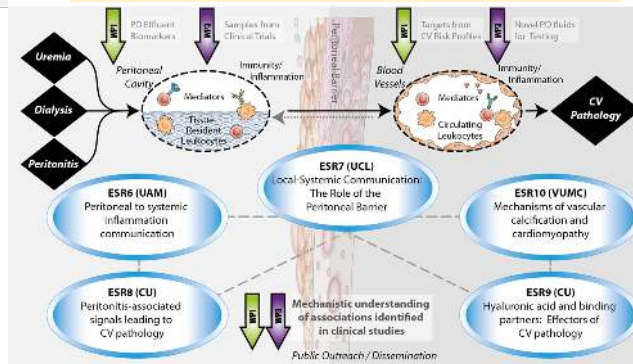 WP1
PD Effluent
Biomarkers
WP2
Samples from
Clinical Trials
WP1
Targets from
CV Risk Profiles
WP2
Novel PD fluids
for Testing
Uremia
Dialysis
Peritonitis
Peritoneal
Cavity
Immunity/
Inflammation
Mediators
Tissue-
Resident
Leukocytes
Peritoneal Barrier
Blood
Vessels
Immunity/
Inflammation
Mediators
Circulating
Leukocytes
CV
Pathology
ESR7 (UCL)
Local-Systemic Communication:
The Role of the
Peritoneal Barrier
ESR6 (UAM)
Peritoneal to systemic
inflammation
communication
ESR10 (VUMC)
Mechanisms of vascular
calcification and
cardiomyopathy
ESR8 (CU)
Peritonitis-associated
signals leading to
CV pathology
ESR9 (CU)
Hyaluronic acid and binding
partners: Effectors of
CV pathology
WP1
WP2
Mechanistic understanding
of associations identified
in clinical studies
Public Outreach / Dissemination